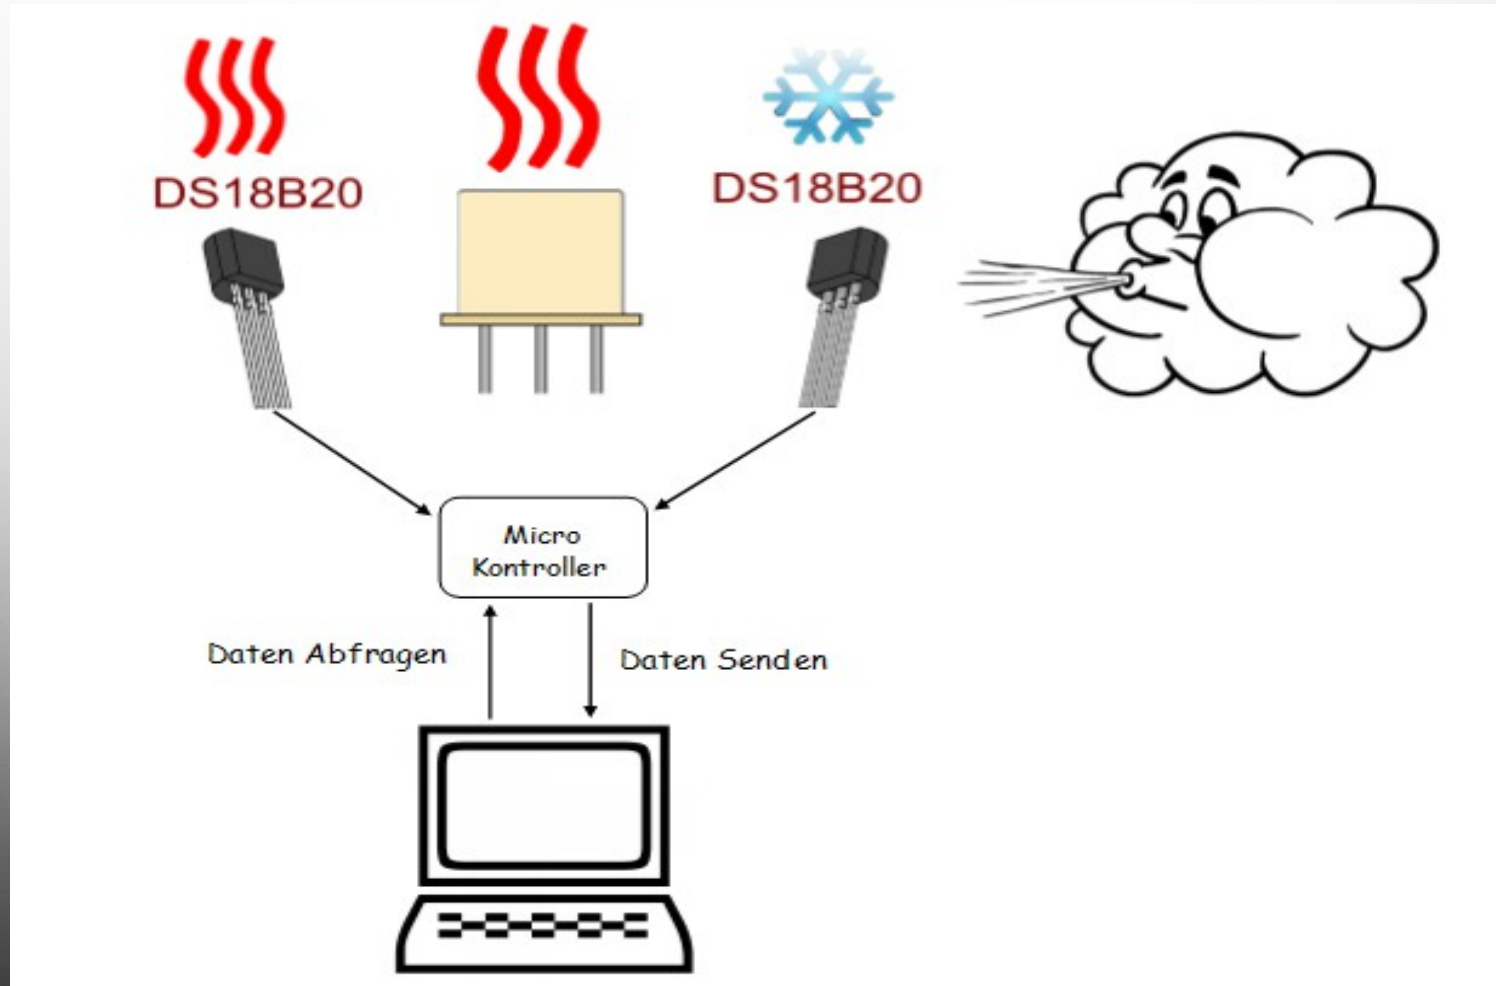 DS18B20
DS18B20
Micro
Kontroller
Daten Abfragen
Daten Senden